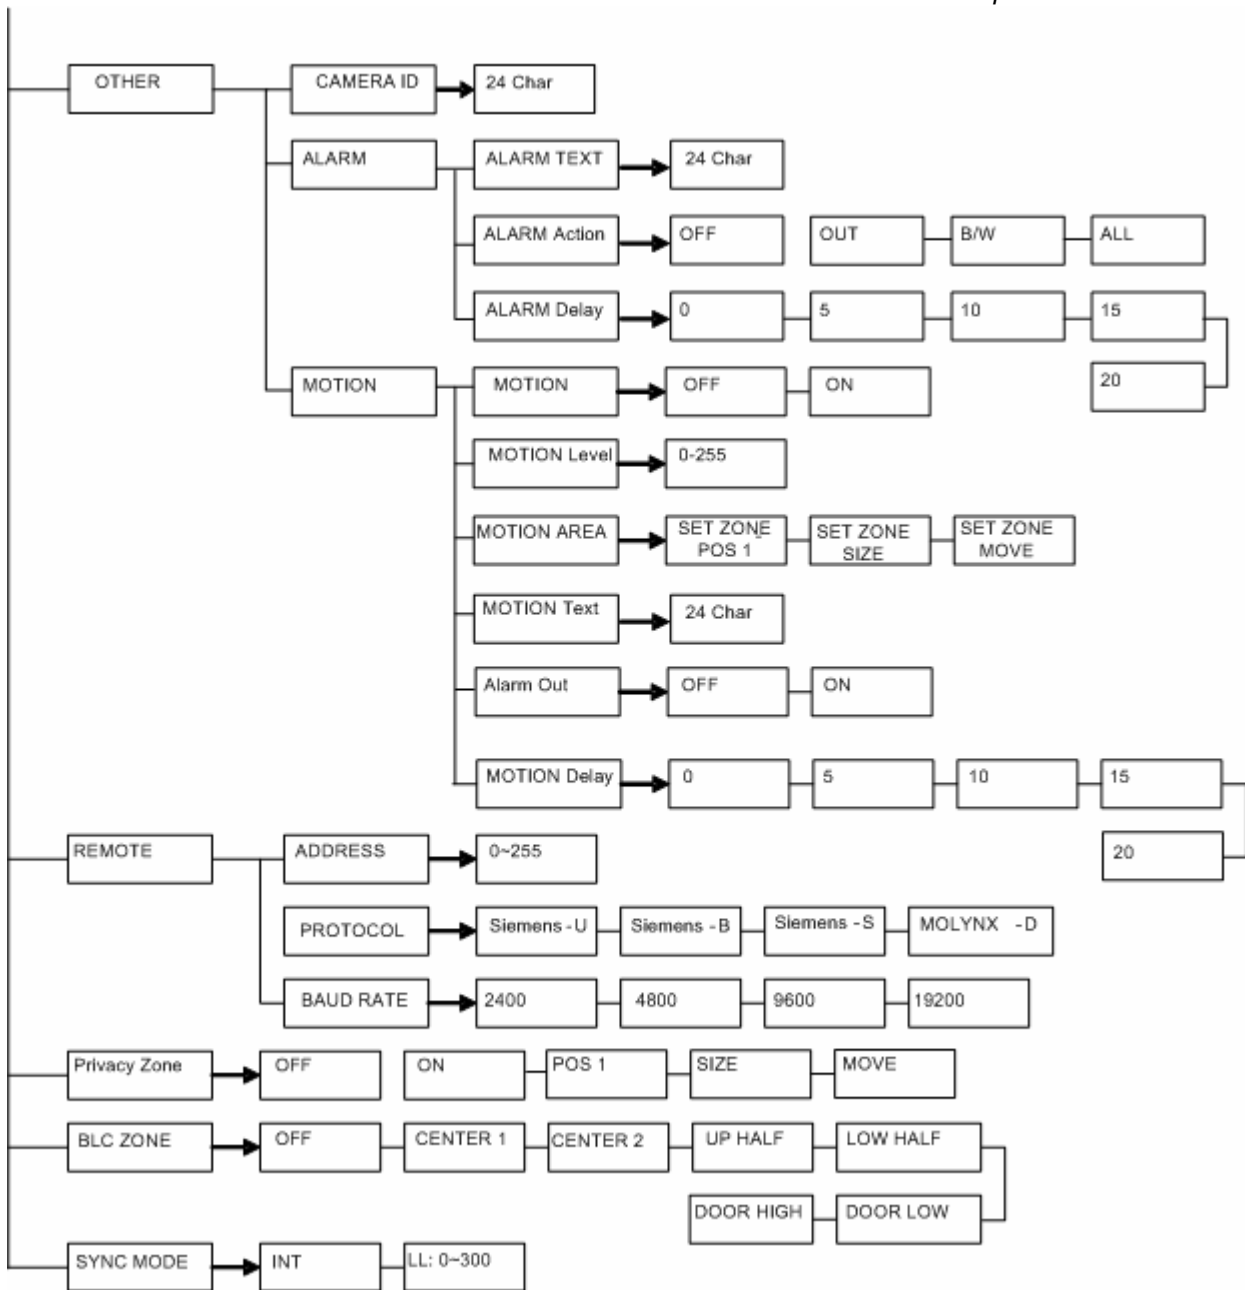 OTHER
CAMERA ID
24 Char
ALARM
ALARM TEXT
24 Char
ALARM Action
OFF
OUT
B/W
ALL
ALARM Delay
0
5
10
15
20
MOTION
MOTION
OFF
ON
MOTION Level
0-255
MOTION AREA
SET ZONE
POS 1
SET ZONE
SIZE
SET ZONE
MOVE
MOTION Text
24 Char
Alarm Out
OFF
ON
MOTION Delay
0
5
10
15
20
REMOTE
ADDRESS
0~255
PROTOCOL
Siemens -U
Siemens -B
Siemens -S
MOLYNX -D
BAUD RATE
2400
4800
9600
19200
Privacy Zone
OFF
ON
POS 1
SIZE
MOVE
BLC ZONE
OFF
CENTER 1
CENTER 2
UP HALF
LOW HALF
DOOR HIGH
DOOR LOW
SYNC MODE
INT
LL: 0~300